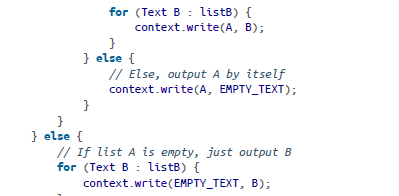 for (Text B : listB) {
context.write(A, B);
}
} else {
// Else, output A by itself
context.write(A, EMPTY_TEXT);
}
}
} else {
// If list A is empty, just output B
for (Text B : listB) {
context.write(EMPTY_TEXT, B);